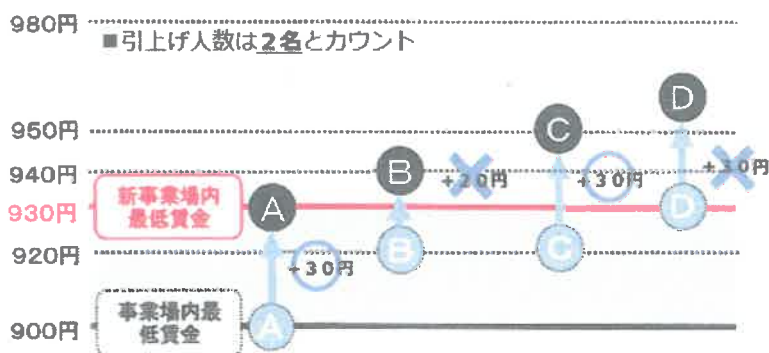 980円
■引上げ人数は2名とカウント
950円
940円
930円
920円
900円
新事業場内
最低賃金
事業場内最
低賃金
A
B
C
D
A
B
C
D
+30円
+20円
+30円
+30円